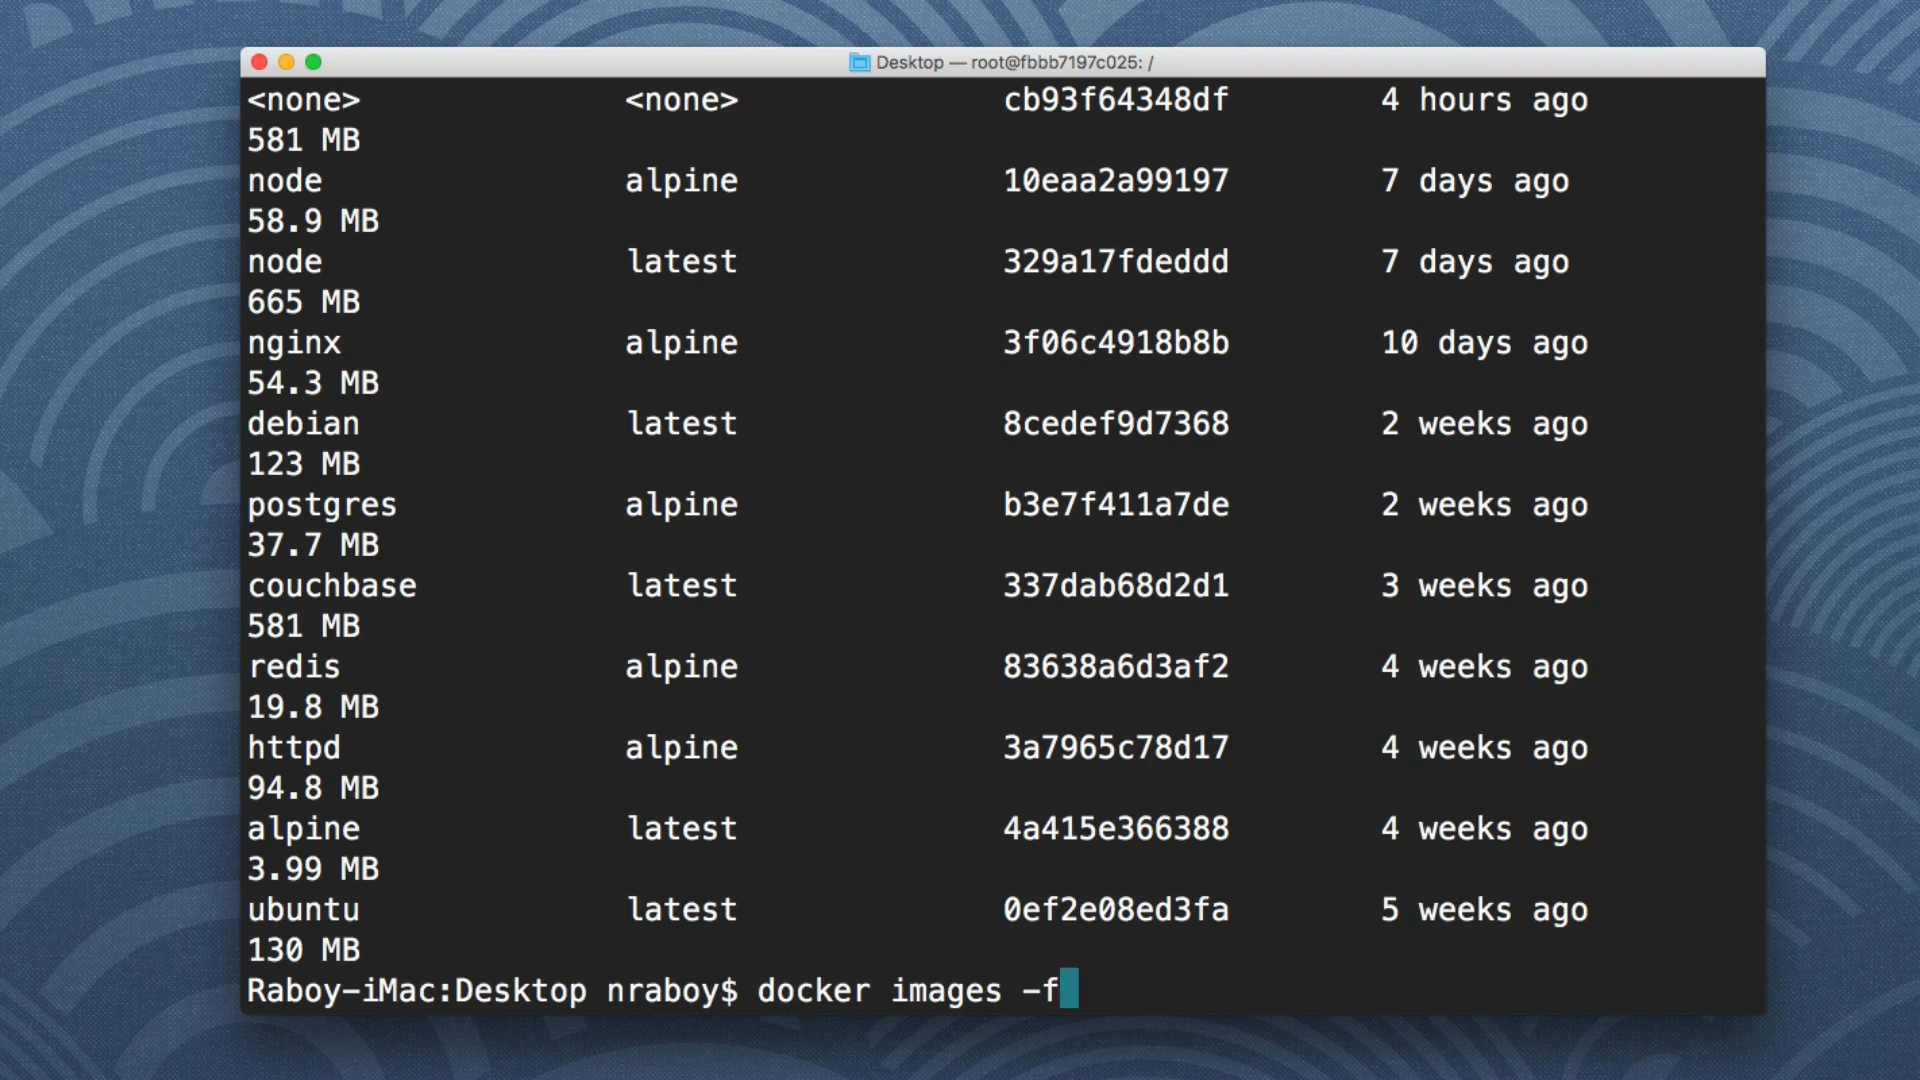 Desktop — root@fbbb7197c025: /
<none> <none> cb93f64348df 4 hours ago
581 MB
node alpine 10eaa2a99197 7 days ago
58.9 MB
node latest 329a17fdeddd 7 days ago
665 MB
nginx alpine 3f06c4918b8b 10 days ago
54.3 MB
debian latest 8cedef9d7368 2 weeks ago
123 MB
postgres alpine b3e7f411a7de 2 weeks ago
37.7 MB
couchbase latest 337dab68d2d1 3 weeks ago
581 MB
redis alpine 83638a6d3af2 4 weeks ago
19.8 MB
httpd alpine 3a7965c78d17 4 weeks ago
94.8 MB
alpine latest 4a415e366388 4 weeks ago
3.99 MB
ubuntu latest 0ef2e08ed3fa 5 weeks ago
130 MB
Raboy-iMac:Desktop nraboy$ docker images -f